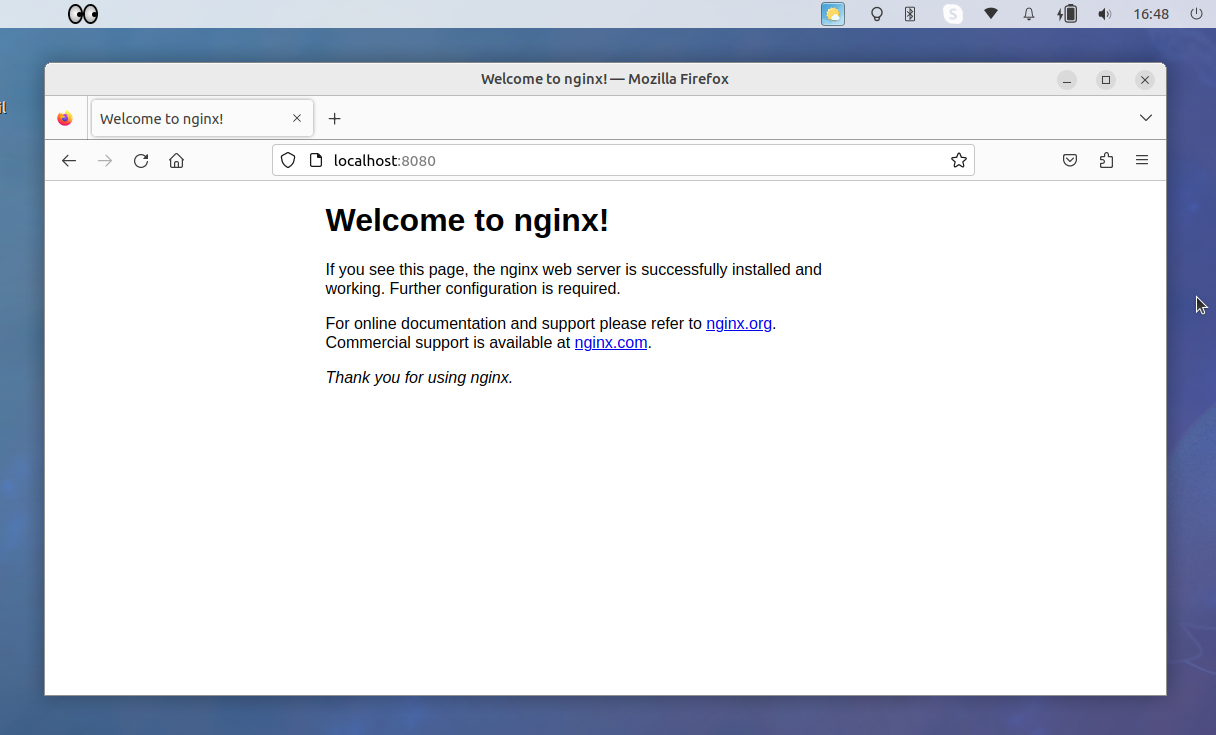 16:48
Welcome to nginx! — Mozilla Firefox
Welcome to nginx!
localhost:8080
Welcome to nginx!
If you see this page, the nginx web server is successfully installed and
working. Further configuration is required.
For online documentation and support please refer to nginx.org.
Commercial support is available at nginx.com.
Thank you for using nginx.